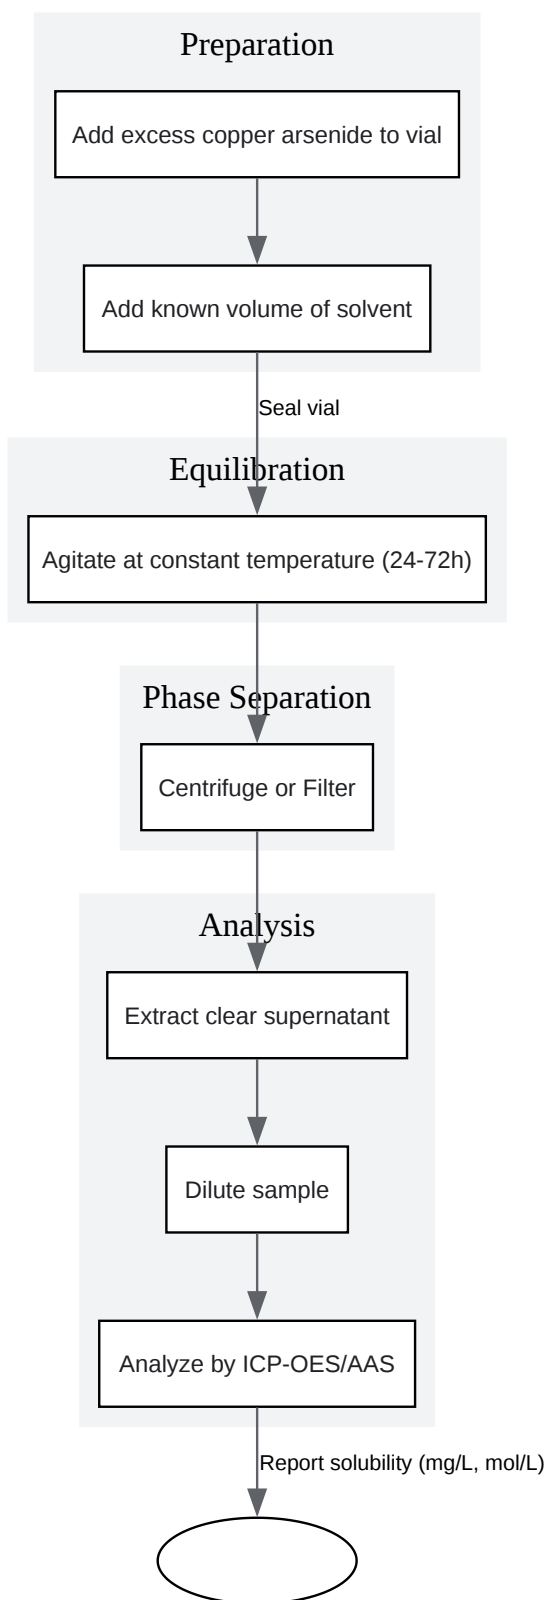 Preparation
Add excess copper arsenide to vial
Add known volume of solvent
Seal vial
Equilibration
Agitate at constant temperature (24-72h)
Phase Separation
Centrifuge or Filter
Analysis
Extract clear supernatant
Dilute sample
Analyze by ICP-OES/AAS
Report solubility (mg/L, mol/L)